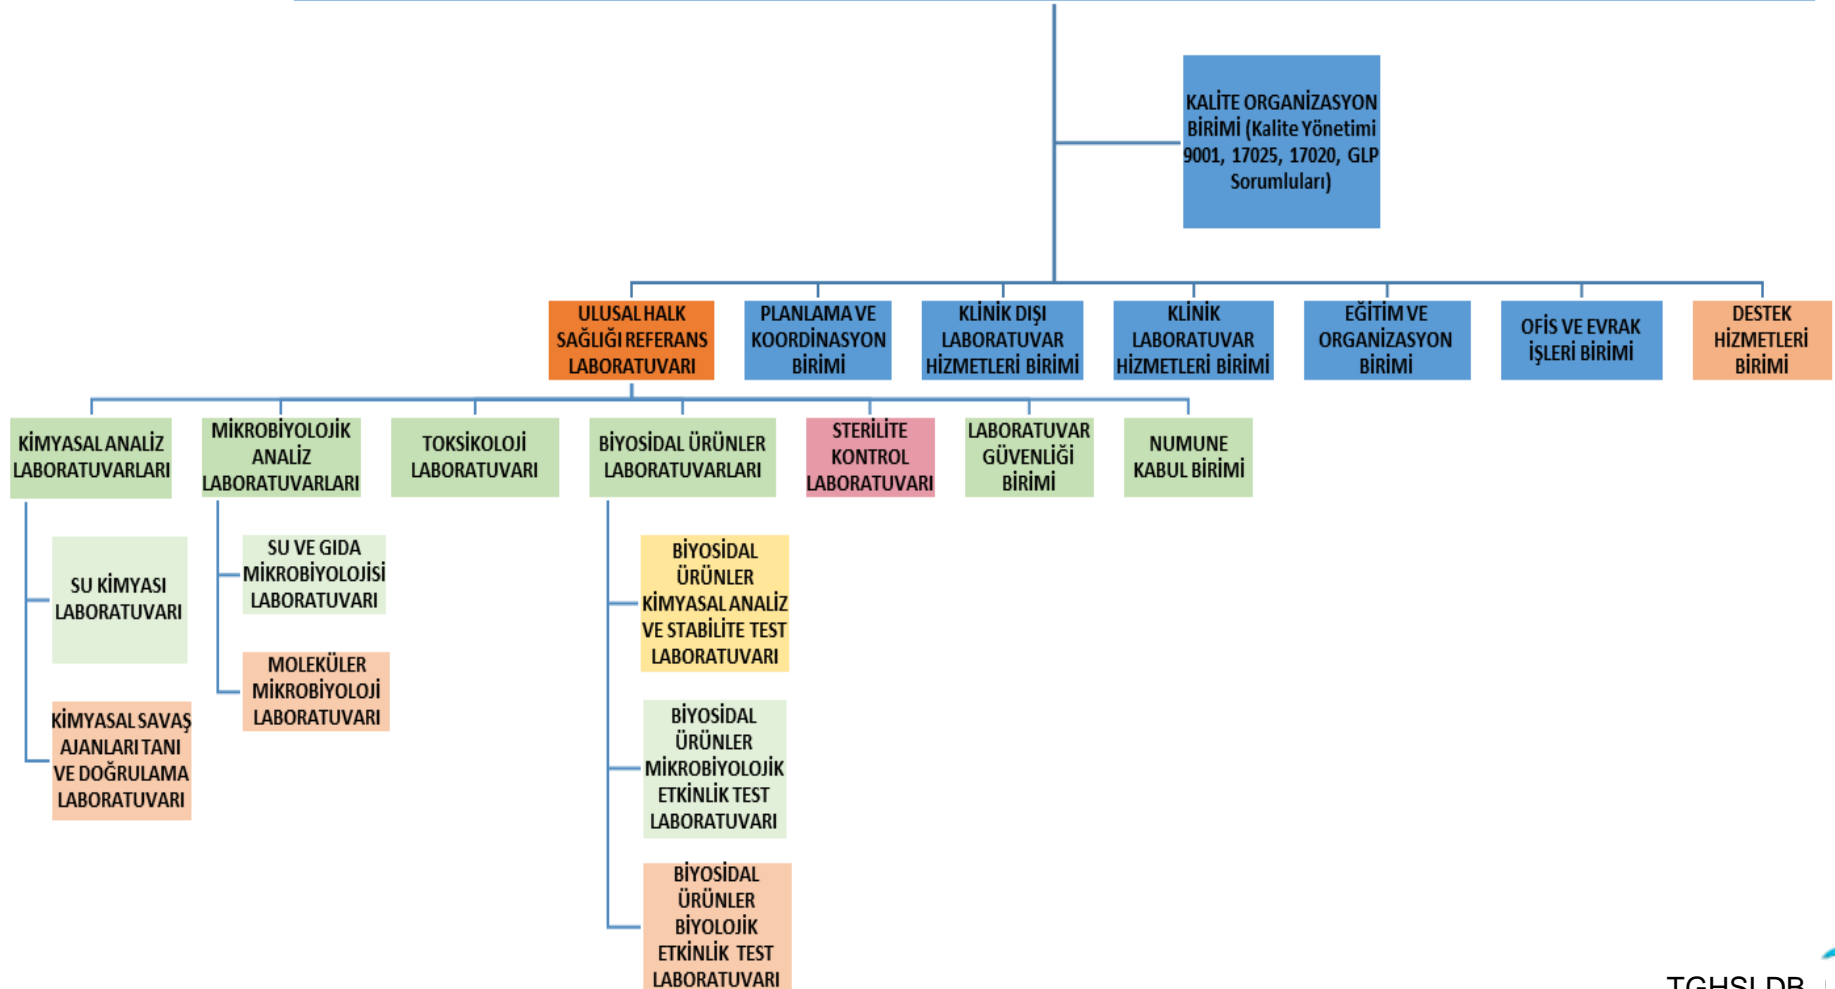 KALİTE ORGANİZASYON
BİRİMİ (Kalite Yönetimi
9001, 17025, 17020, GLP
Sorumluları)
ULUSAL HALK
SAĞLIĞI REFERANS
LABORATUVARI
PLANLAMA VE
KOORDİNASYON
BİRİMİ
KLİNİK DIŞI
LABORATUVAR
HİZMETLERİ BİRİMİ
KLİNİK
LABORATUVAR
HİZMETLERİ BİRİMİ
EĞİTİM VE
ORGANİZASYON
BİRİMİ
OFİS VE EVRAK
İŞLERİ BİRİMİ
DESTEK
HİZMETLERİ
BİRİMİ
KİMYASAL ANALİZ
LABORATUVARLARI
MİKROBİYOLOJİK
ANALİZ
LABORATUVARLARI
TOKSİKOLOJİ
LABORATUVARI
BİYOSİDAL ÜRÜNLER
LABORATUVARLARI
STERİLİTE
KONTROL
LABORATUVARI
LABORATUVAR
GÜVENLİĞİ
BİRİMİ
NUMUNE
KABUL BİRİMİ
SU KİMYASI
LABORATUVARI
KİMYASAL SAVAŞ
AJANLARI TANI
VE DOĞRULAMA
LABORATUVARI
SU VE GIDA
MİKROBİYOLOJİSİ
LABORATUVARI
MOLEKÜLER
MİKROBİYOLOJİ
LABORATUVARI
BİYOSİDAL
ÜRÜNLER
KİMYASAL ANALİZ
VE STABİLİTE TEST
LABORATUVARI
BİYOSİDAL
ÜRÜNLER
MİKROBİYOLOJİK
ETKİNLİK TEST
LABORATUVARI
BİYOSİDAL
ÜRÜNLER
BİYOLOJİK
ETKİNLİK TEST
LABORATUVARI
TGHSLDB